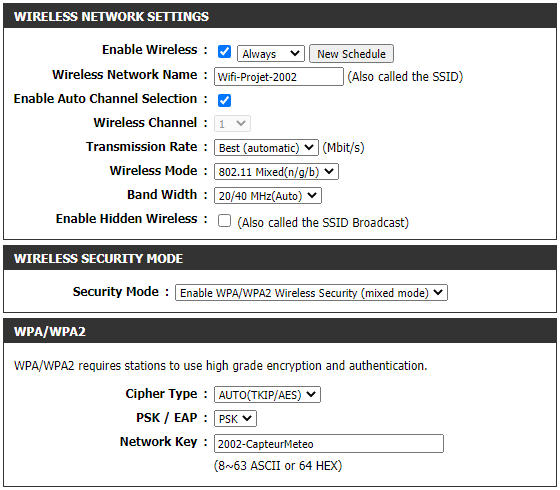 WIRELESS NETWORK SETTINGS
Enable Wireless : Always New Schedule
Wireless Network Name : Wifi-Projet-2002 (Also called the SSID)
Enable Auto Channel Selection :
Wireless Channel : 1
Transmission Rate : Best (automatic) (Mbit/s)
Wireless Mode : 802.11 Mixed(n/g/b)
Band Width : 20/40 MHz(Auto)
Enable Hidden Wireless : (Also called the SSID Broadcast)
WIRELESS SECURITY MODE
Security Mode : Enable WPA/WPA2 Wireless Security (mixed mode)
WPA/WPA2
WPA/WPA2 requires stations to use high grade encryption and authentication.
Cipher Type : AUTO(TKIP/AES)
PSK / EAP : PSK
Network Key : 2002-CapteurMeteo
(8~63 ASCII or 64 HEX)